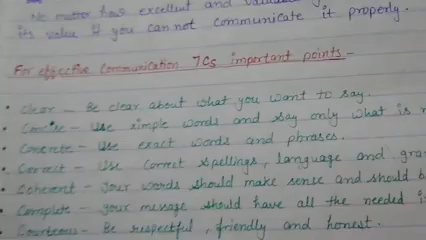 No matter has excellent and
its value if you can not communicate it properly.
For effective Communication 7Cs important points -
• Clear - Be clear about what you want to say.
• Concise - Use simple words and say only what is
• Concrete - Use exact words and phrases.
• Correct - Use correct spellings, language and
• Coherent - Your words should make sense and should
• Complete - your message should have all the needed
• Courteous - Be respectful, friendly and honest.